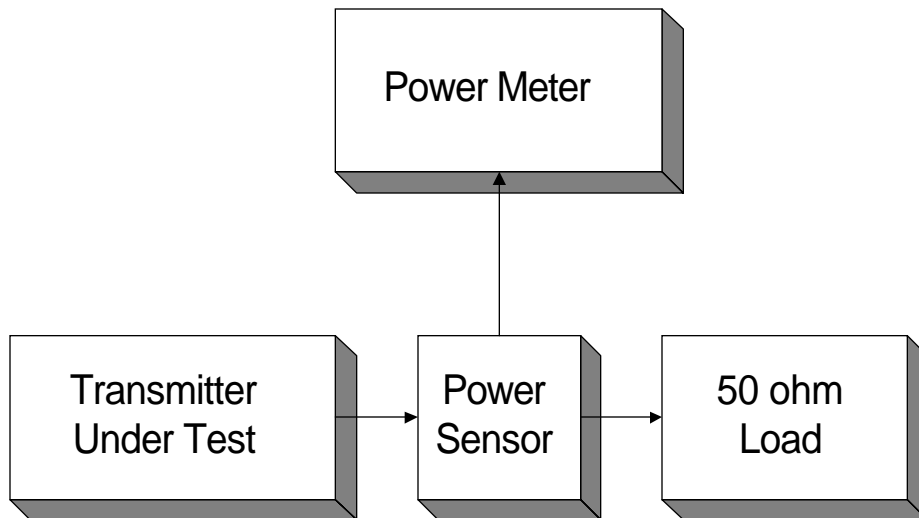 Power Meter
Transmitter
Under Test
Power
Sensor
50 ohm
Load